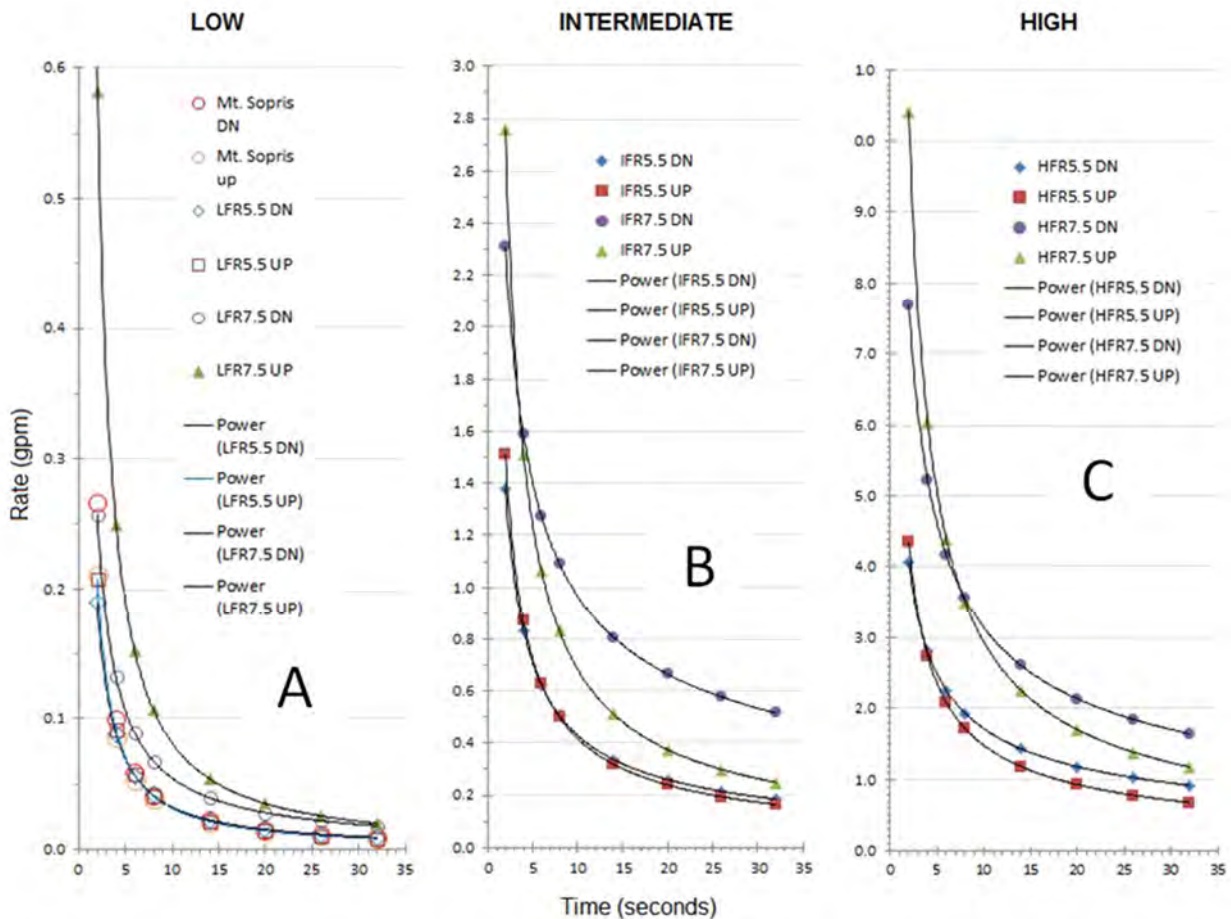 LOW
INTERMEDIATE
HIGH
Rate (gpm)
0.6
0.5
0.4
0.3
0.2
0.1
0.0
Mt. Sopris
DN
Mt. Sopris
up
LFR5.5 DN
LFR5.5 UP
LFR7.5 DN
LFR7.5 UP
Power
(LFR5.5 DN)
Power
(LFR5.5 UP)
Power
(LFR7.5 DN)
Power
(LFR7.5 UP)
A
0 5 10 15 20 25 30 35
3.0
2.8
2.6
2.4
2.2
2.0
1.8
1.6
1.4
1.2
1.0
0.8
0.6
0.4
0.2
0.0
IFR5.5 DN
IFR5.5 UP
IFR7.5 DN
IFR7.5 UP
Power (IFR5.5 DN)
Power (IFR5.5 UP)
Power (IFR7.5 DN)
Power (IFR7.5 UP)
B
0 5 10 15 20 25 30 35
1.0
0.0
9.0
8.0
7.0
6.0
5.0
4.0
3.0
2.0
1.0
0.0
HFR5.5 DN
HFR5.5 UP
HFR7.5 DN
HFR7.5 UP
Power (HFR5.5 DN)
Power (HFR5.5 UP)
Power (HFR7.5 DN)
Power (HFR7.5 UP)
C
0 5 10 15 20 25 30 35
Time (seconds)